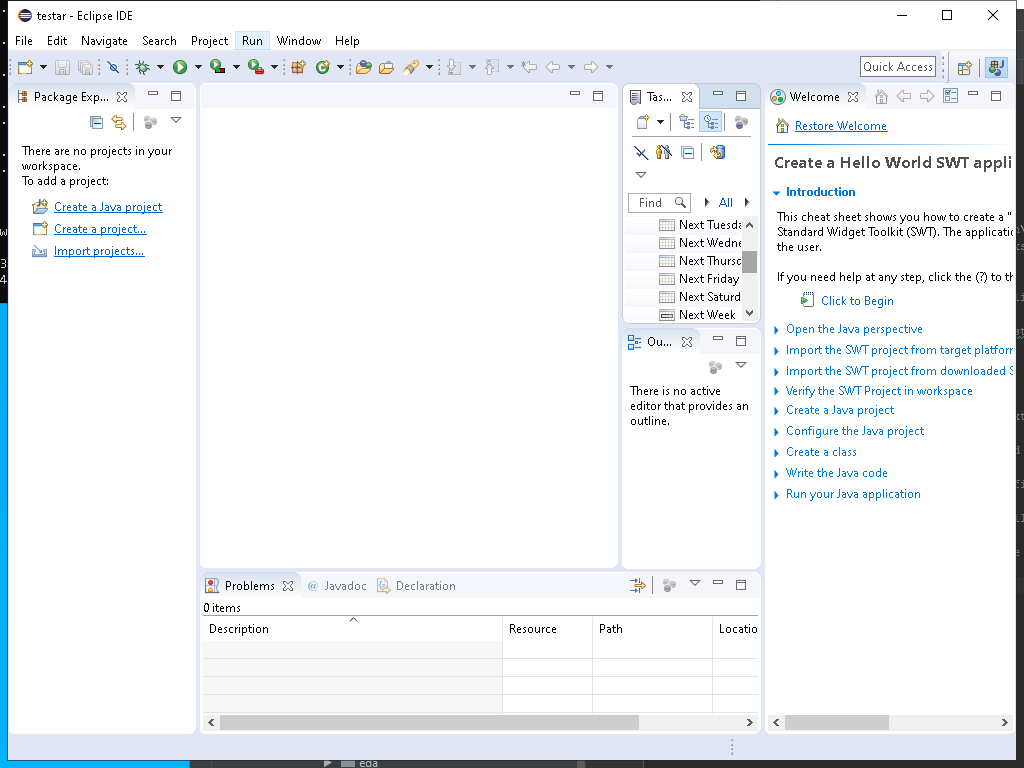 testar - Eclipse IDE
File Edit Navigate Search Project Run Window Help
Quick Access
Package Exp...
There are no projects in your
workspace.
To add a project:
Create a Java project
Create a project...
Import projects...
Tas...
Find
All
Next Tuesda
Next Wedne
Next Thursd
Next Friday
Next Saturd
Next Week
Ou...
There is no active
editor that provides an
outline.
Welcome
Restore Welcome
Create a Hello World SWT appli
Introduction
This cheat sheet shows you how to create a "
Standard Widget Toolkit (SWT). The applicatio
the user.
If you need help at any step, click the (?) to th
Click to Begin
Open the Java perspective
Import the SWT project from target platform
Import the SWT project from downloaded S
Verify the SWT Project in workspace
Create a Java project
Configure the Java project
Create a class
Write the Java code
Run your Java application
Problems @ Javadoc Declaration
0 items
Description Resource Path Locatio
eda